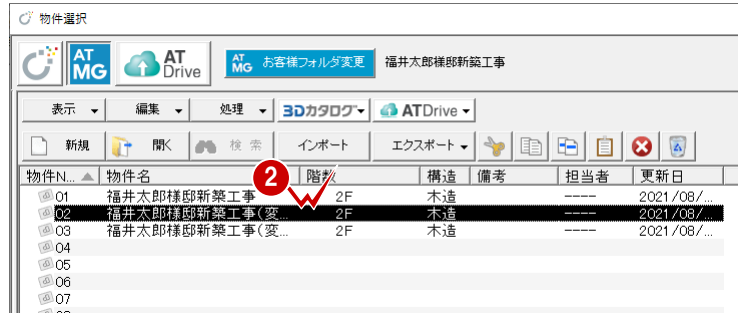 物件選択
AT MG AT Drive AT MG お客様フォルダ変更 福井太郎様邸新築工事
表示 編集 処理 3Dカタログ ATDrive
新規 開く 検索 インポート エクスポート
物件N... 物件名 階数 構造 備考 担当者 更新日
2
01 福井太郎様邸新築工事 2F 木造 ---- 2021/08/...
02 福井太郎様邸新築工事(変... 2F 木造 ---- 2021/08/...
03 福井太郎様邸新築工事(変... 2F 木造 ---- 2021/08/...
04
05
06
07